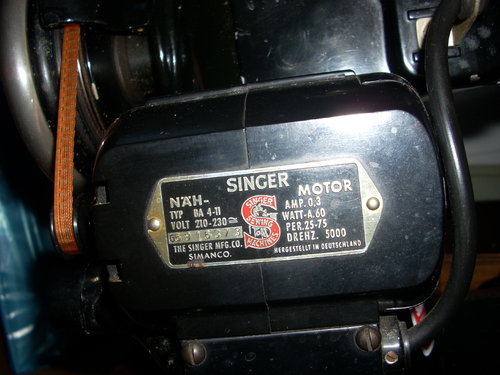 SINGER
NÄH- MOTOR
TYP BA 4-11
VOLT 210-230≂
THE SINGER MFG. CO.
SIMANCO.
SINGER
SEWING
MACHINES
AMP. 0,3
WATT-A. 60
PER. 25-75
DREHZ. 5000
HERGESTELLT IN DEUTSCHLAND